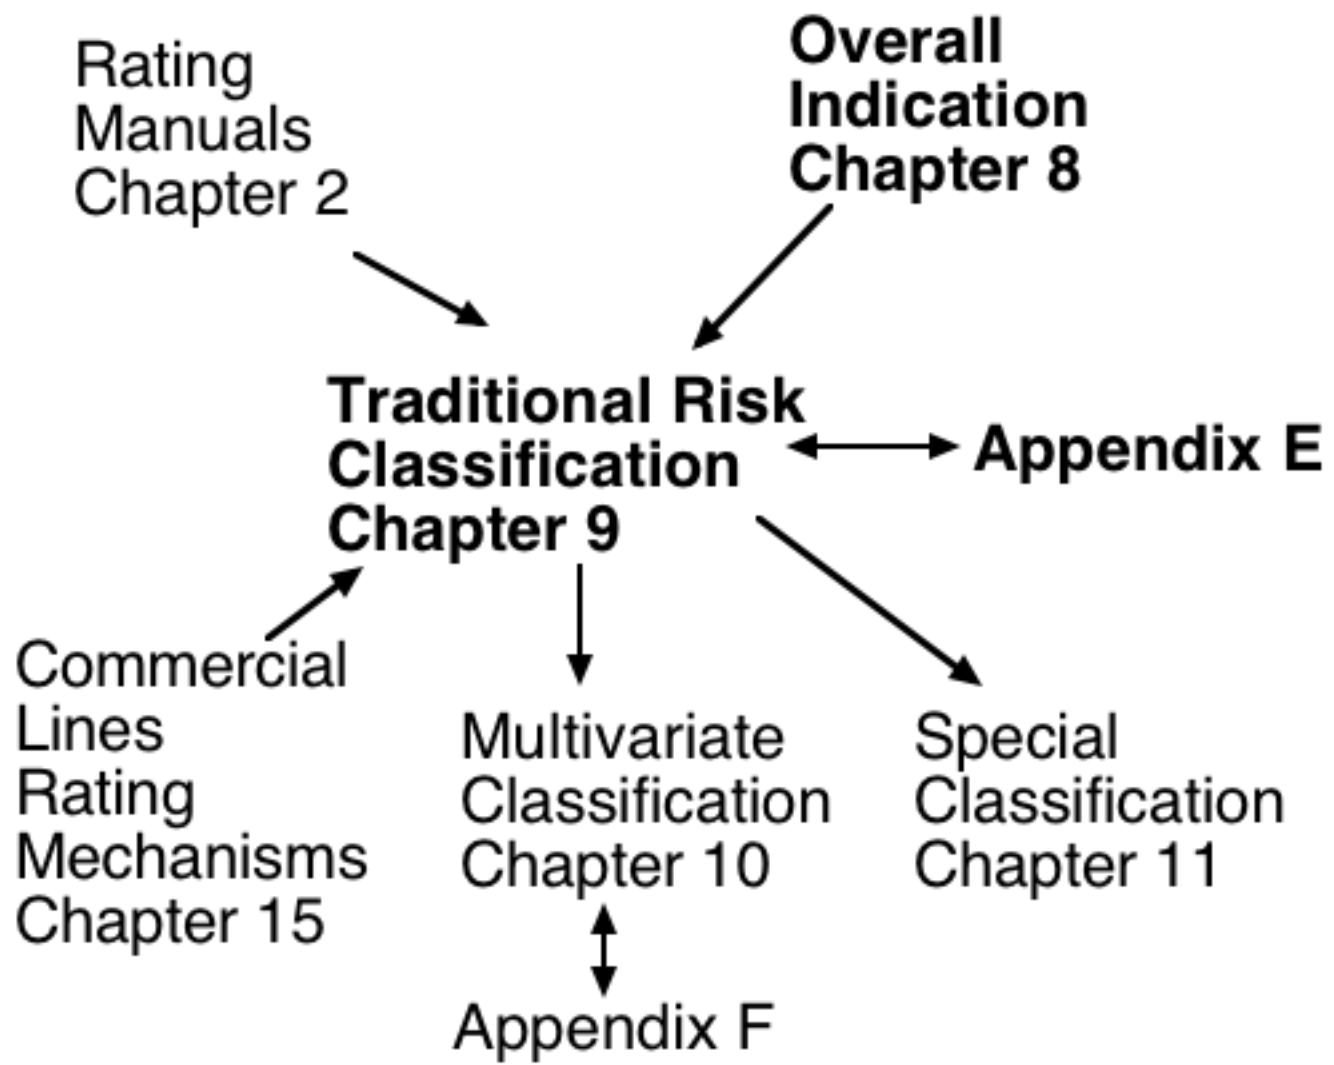 Rating
Manuals
Chapter 2
Overall
Indication
Chapter 8
Traditional Risk
Classification
Chapter 9
Appendix E
Commercial
Lines
Rating
Mechanisms
Chapter 15
Multivariate
Classification
Chapter 10
Special
Classification
Chapter 11
Appendix F